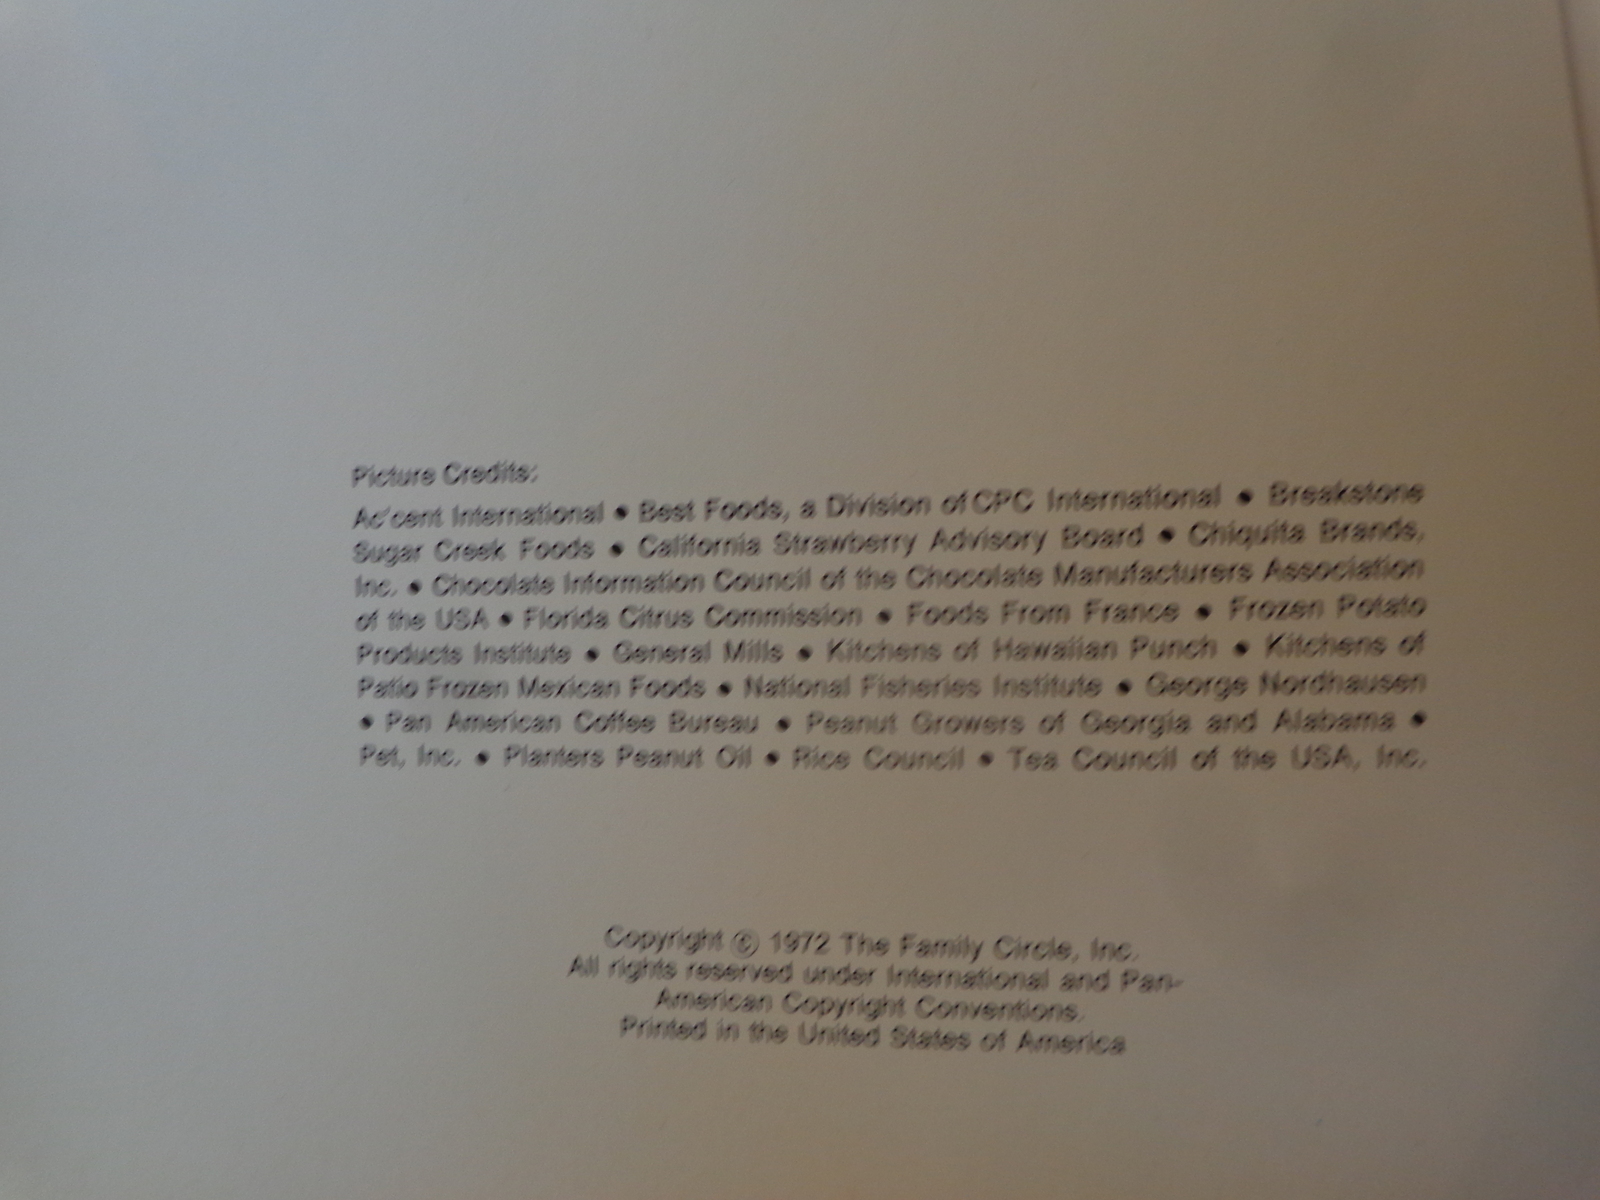 Picture Credits:
Ac'cent International • Best Foods, a Division of CPC International • Breakstone
Sugar Creek Foods • California Strawberry Advisory Board • Chiquita Brands,
Inc. • Chocolate Information Council of the Chocolate Manufacturers Association
of the USA • Florida Citrus Commission • Foods From France • Frozen Potato
Products Institute • General Mills • Kitchens of Hawaiian Punch • Kitchens of
Patio Frozen Mexican Foods • National Fisheries Institute • George Nordhausen
• Pan American Coffee Bureau • Peanut Growers of Georgia and Alabama •
Pet, Inc. • Planters Peanut Oil • Rice Council • Tea Council of the USA, Inc.
Copyright © 1972 The Family Circle, Inc.
All rights reserved under International and Pan-
American Copyright Conventions.
Printed in the United States of America